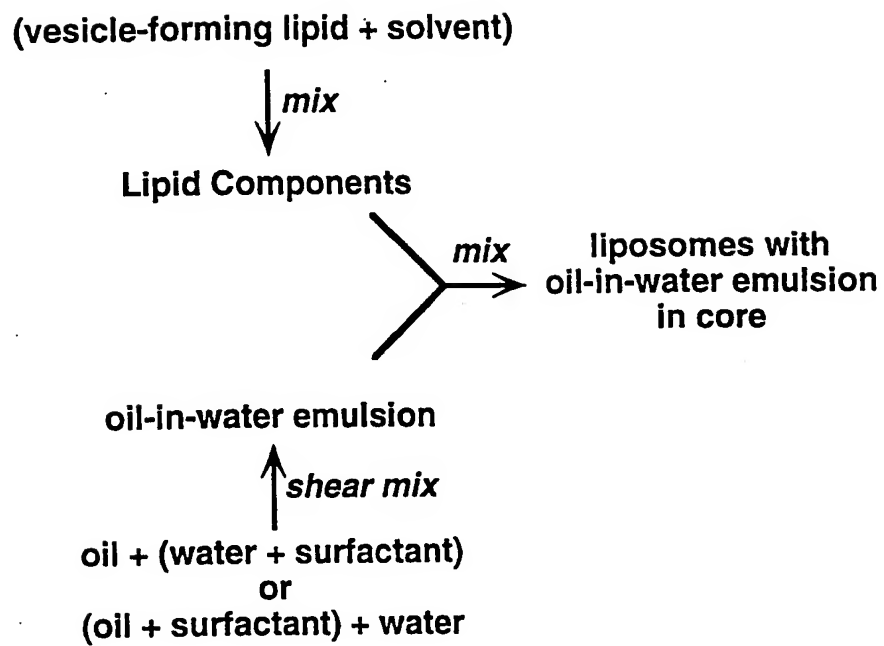 (vesicle-forming lipid + solvent)
mix
Lipid Components
mix
liposomes with
oil-in-water emulsion
in core
oil-in-water emulsion
shear mix
oil + (water + surfactant)
or
(oil + surfactant) + water